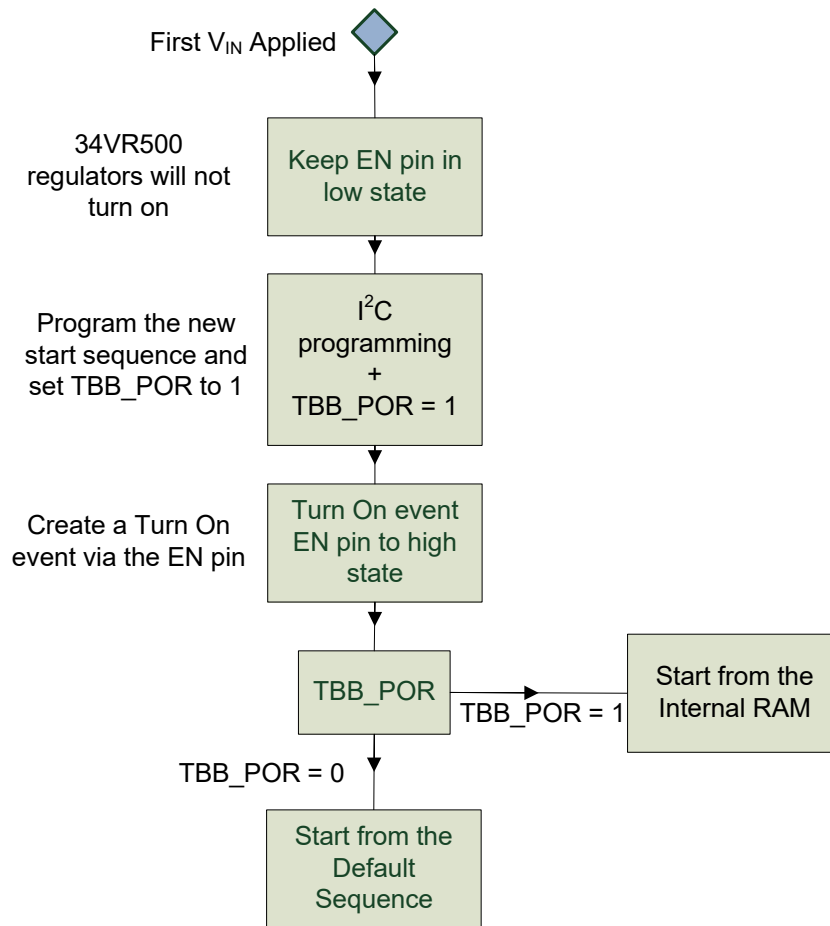 First VIN Applied
34VR500
regulators will not
turn on
Keep EN pin in
low state
Program the new
start sequence and
set TBB_POR to 1
I²C
programming
+
TBB_POR = 1
Create a Turn On
event via the EN pin
Turn On event
EN pin to high
state
TBB_POR
TBB_POR = 1
Start from the
Internal RAM
TBB_POR = 0
Start from the
Default
Sequence